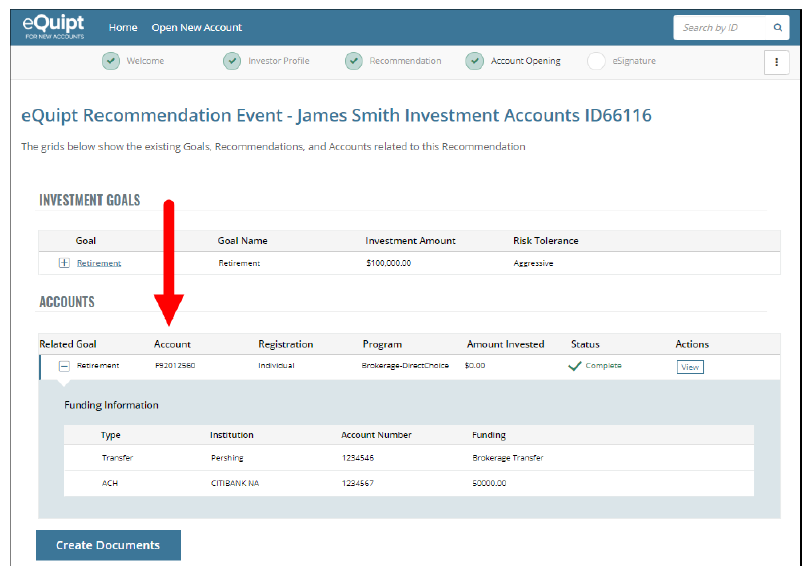 eQuipt
FOR NEW ACCOUNTS
Home Open New Account Search by ID
Welcome Investor Profile Recommendation Account Opening eSignature
eQuipt Recommendation Event - James Smith Investment Accounts ID66116
The grids below show the existing Goals, Recommendations, and Accounts related to this Recommendation
INVESTMENT GOALS
Goal Goal Name Investment Amount Risk Tolerance
Retirement Retirement $100,000.00 Aggressive
ACCOUNTS
Related Goal Account Registration Program Amount Invested Status Actions
Retirement F92012560 Individual Brokerage-DirectChoice $0.00 Complete View
Funding Information
Type Institution Account Number Funding
Transfer Pershing 1234546 Brokerage Transfer
ACH CITIBANK NA 1234567 50000.00
Create Documents